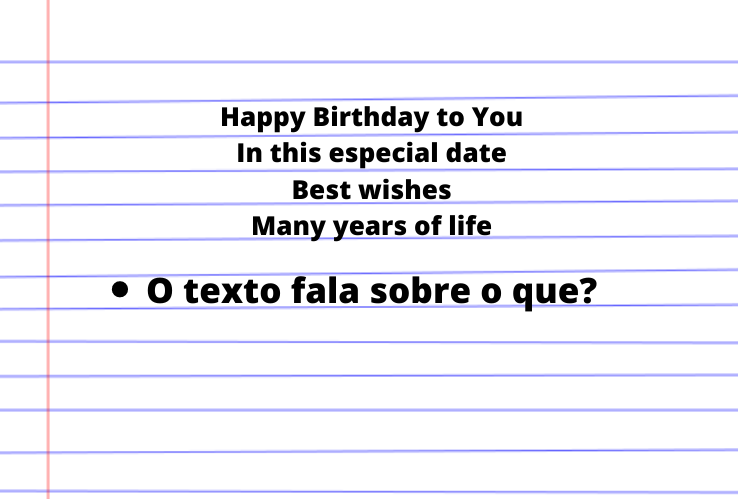 Happy Birthday to You
In this especial date
Best wishes
Many years of life
• O texto fala sobre o que?